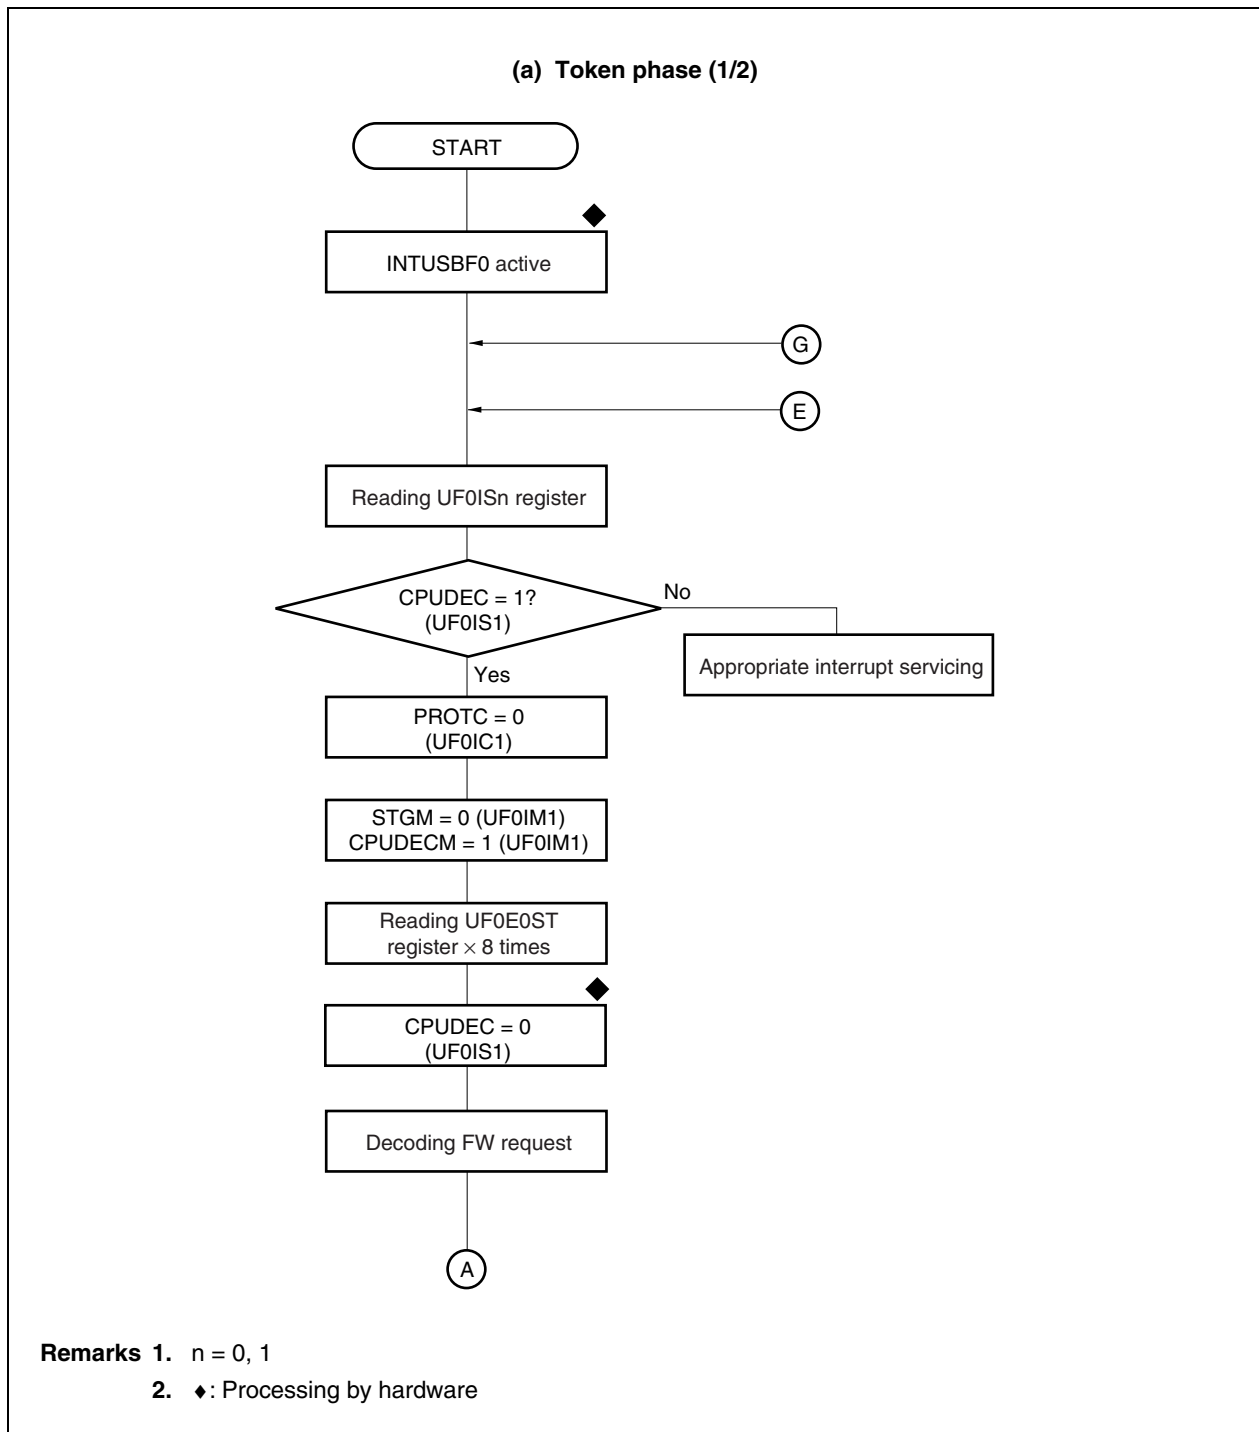 (a) Token phase (1/2)
START
INTUSBF0 active
G
E
Reading UF0ISn register
CPUDEC = 1?
(UF0IS1)
No
Appropriate interrupt servicing
Yes
PROTC = 0
(UF0IC1)
STGM = 0 (UF0IM1)
CPUDECM = 1 (UF0IM1)
Reading UF0E0ST
register × 8 times
CPUDEC = 0
(UF0IS1)
Decoding FW request
A
Remarks 1. n = 0, 1
2. ♦: Processing by hardware